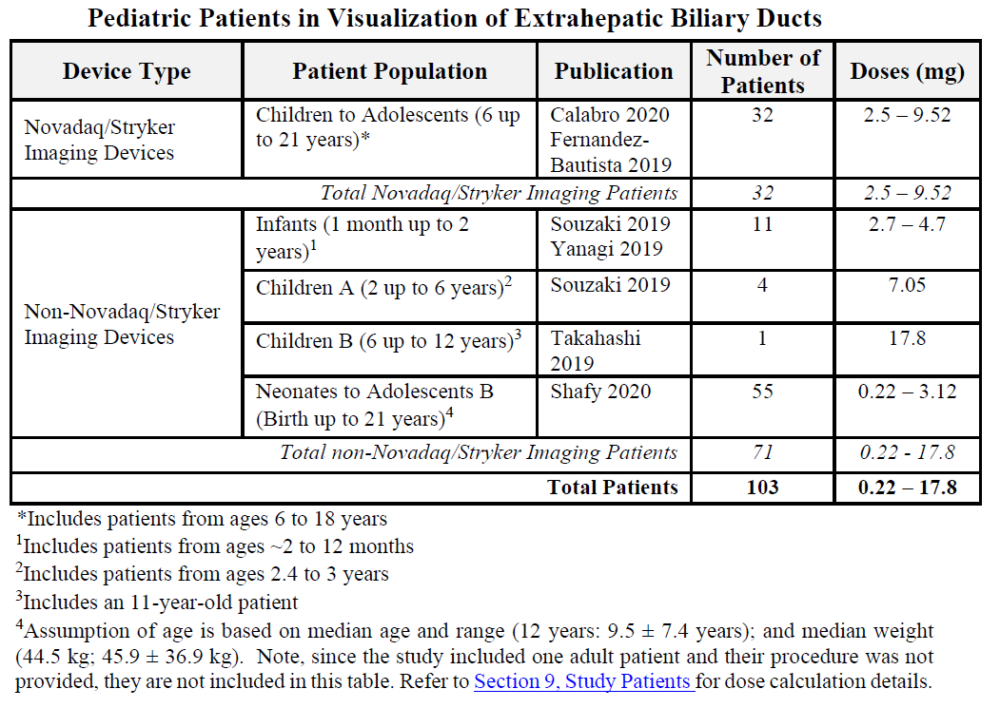 Pediatric Patients in Visualization of Extrahepatic Biliary Ducts
Device Type
Patient Population
Publication
Number of
Patients
Doses (mg)
Novadaq/Stryker
Imaging Devices
Children to Adolescents (6 up
to 21 years)*
Calabro 2020
Fernandez-
Bautista 2019
32
2.5 – 9.52
Total Novadaq/Stryker Imaging Patients
32
2.5 – 9.52
Non-Novadaq/Stryker
Imaging Devices
Infants (1 month up to 2
years)1
Souzaki 2019
Yanagi 2019
11
2.7 – 4.7
Children A (2 up to 6 years)2
Souzaki 2019
4
7.05
Children B (6 up to 12 years)3
Takahashi
2019
1
17.8
Neonates to Adolescents B
(Birth up to 21 years)4
Shafy 2020
55
0.22 – 3.12
Total non-Novadaq/Stryker Imaging Patients
71
0.22 - 17.8
Total Patients
103
0.22 – 17.8
*Includes patients from ages 6 to 18 years
1Includes patients from ages ~2 to 12 months
2Includes patients from ages 2.4 to 3 years
3Includes an 11-year-old patient
4Assumption of age is based on median age and range (12 years: 9.5 ± 7.4 years); and median weight
(44.5 kg; 45.9 ± 36.9 kg). Note, since the study included one adult patient and their procedure was not
provided, they are not included in this table. Refer to Section 9, Study Patients for dose calculation details.